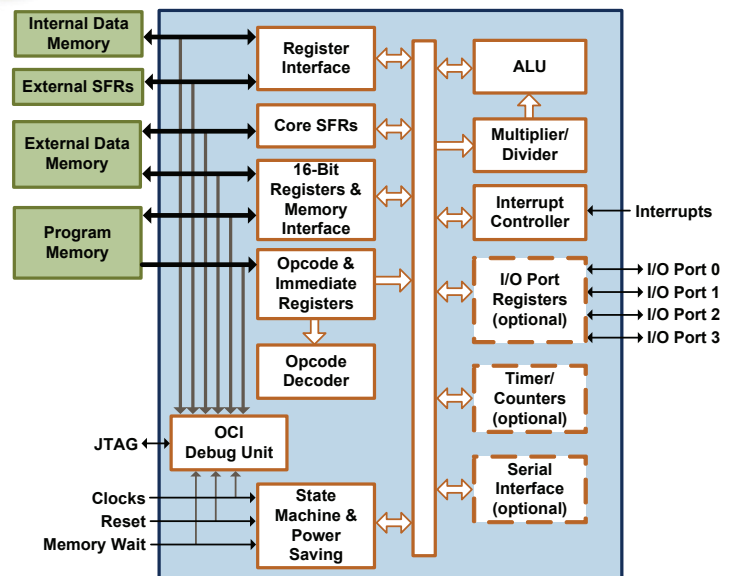 Internal Data
Memory
External SFRs
External Data
Memory
Program
Memory
Register
Interface
Core SFRs
16-Bit
Registers &
Memory
Interface
Opcode &
Immediate
Registers
Opcode
Decoder
OCI
Debug Unit
State
Machine &
Power
Saving
JTAG
Clocks
Reset
Memory Wait
ALU
Multiplier/
Divider
Interrupt
Controller
I/O Port
Registers
(optional)
Timer/
Counters
(optional)
Serial
Interface
(optional)
Interrupts
I/O Port 0
I/O Port 1
I/O Port 2
I/O Port 3